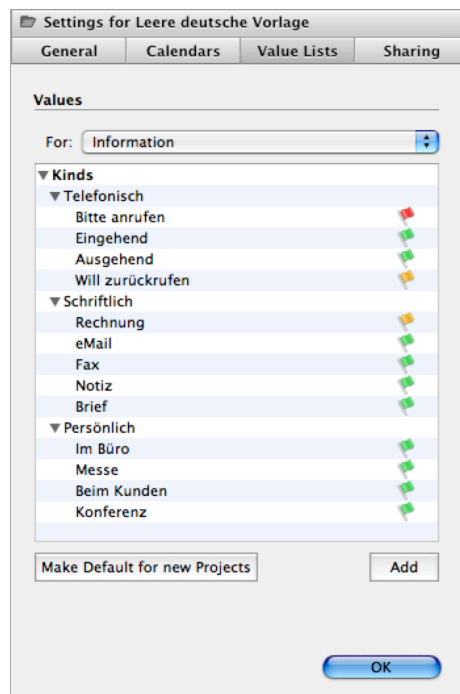 Settings for Leere deutsche Vorlage
General Calendars Value Lists Sharing
Values
For: Information
Kinds
Telefonisch
Bitte anrufen
Eingehend
Ausgehend
Will zurückrufen
Schriftlich
Rechnung
eMail
Fax
Notiz
Brief
Persönlich
Im Büro
Messe
Beim Kunden
Konferenz
Make Default for new Projects Add
OK